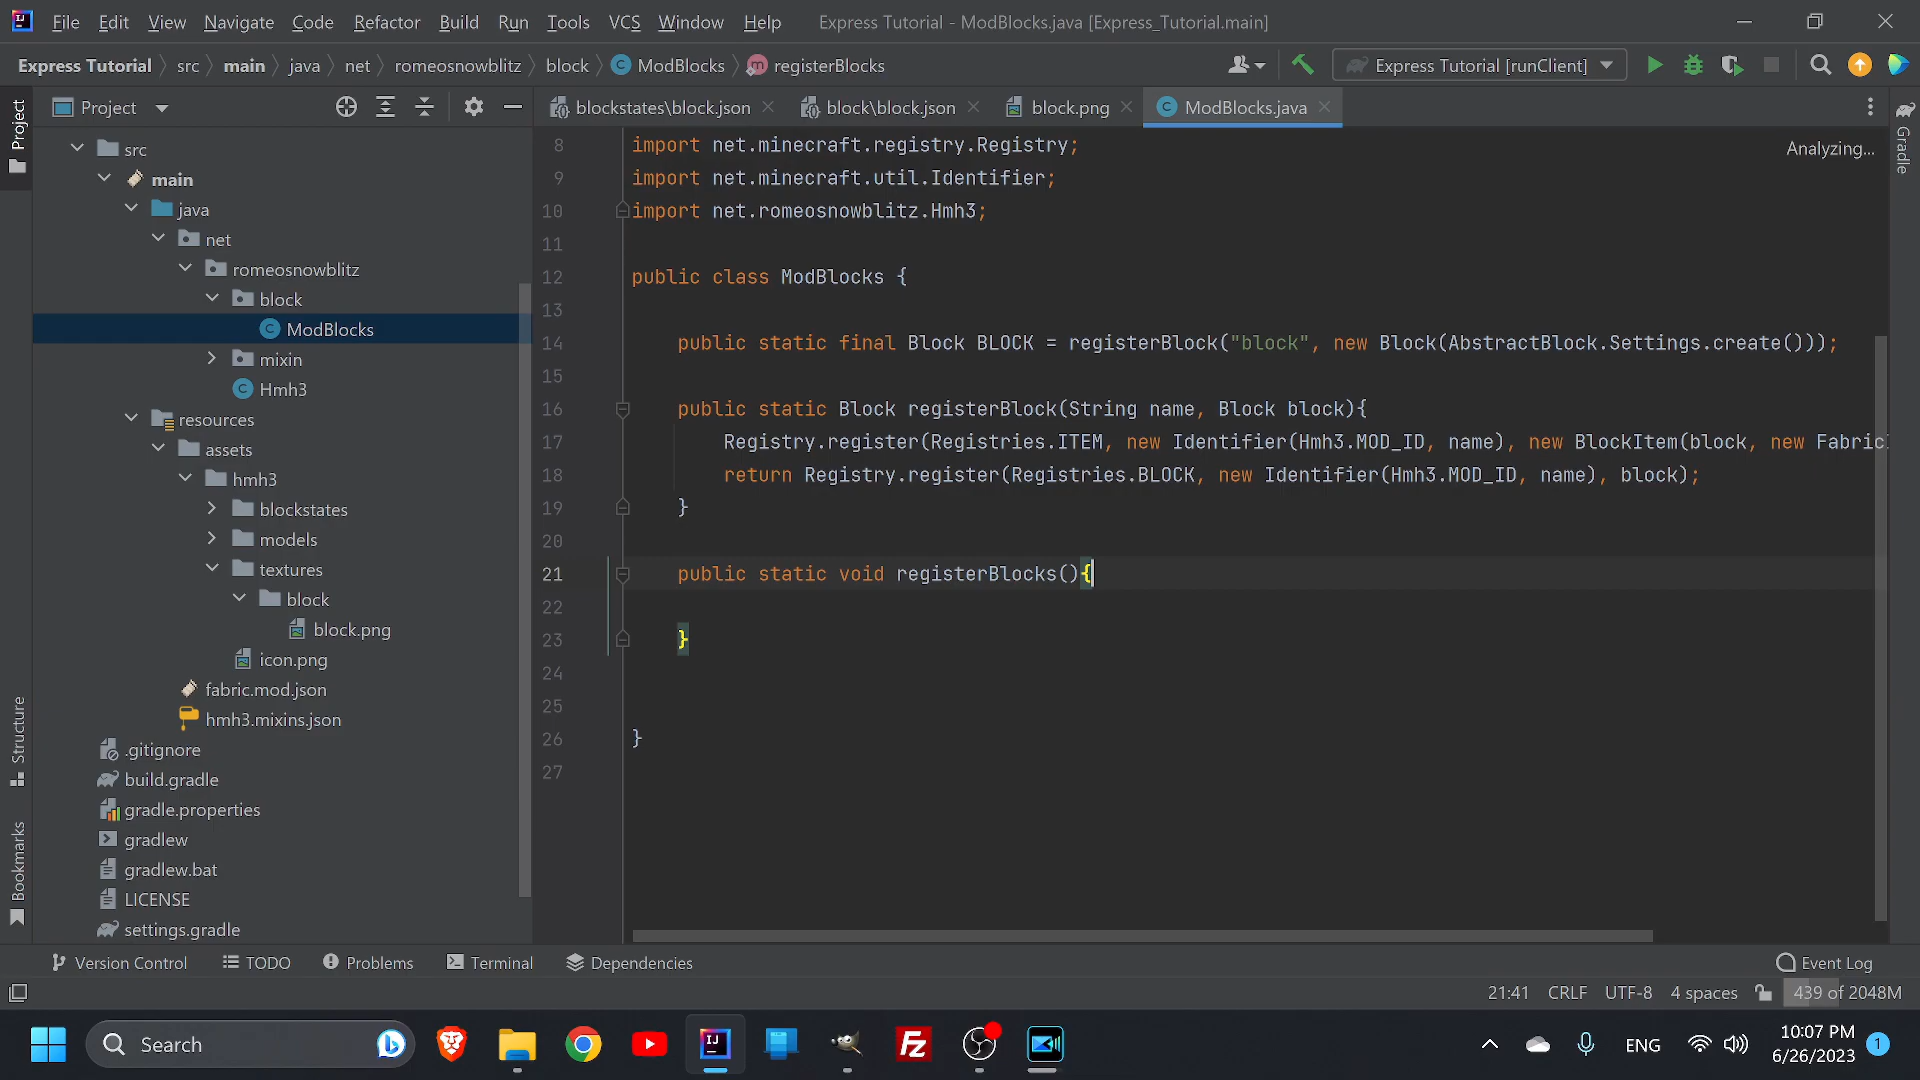 File Edit View Navigate Code Refactor Build Run Tools VCS Window Help Express Tutorial - ModBlocks.java [Express_Tutorial.main]
Express Tutorial src main java net romeosnowblitz block ModBlocks registerBlocks Express Tutorial [runClient]
Project
blockstates\block.json block\block.json block.png ModBlocks.java
Project
Gradle
Analyzing...
src
main
java
net
romeosnowblitz
block
ModBlocks
mixin
Hmh3
resources
assets
hmh3
blockstates
models
textures
block
block.png
icon.png
fabric.mod.json
hmh3.mixins.json
.gitignore
build.gradle
gradle.properties
gradlew
gradlew.bat
LICENSE
settings.gradle
Structure
Bookmarks
8 import net.minecraft.registry.Registry;
9 import net.minecraft.util.Identifier;
10 import net.romeosnowblitz.Hmh3;
11
12 public class ModBlocks {
13
14 public static final Block BLOCK = registerBlock("block", new Block(AbstractBlock.Settings.create()));
15
16 public static Block registerBlock(String name, Block block){
17 Registry.register(Registries.ITEM, new Identifier(Hmh3.MOD_ID, name), new BlockItem(block, new Fabric
18 return Registry.register(Registries.BLOCK, new Identifier(Hmh3.MOD_ID, name), block);
19 }
20
21 public static void registerBlocks(){
22
23 }
24
25
26 }
27
Version Control TODO Problems Terminal Dependencies Event Log
21:41 CRLF UTF-8 4 spaces 439 of 2048M
Search ENG 10:07 PM
6/26/2023 1